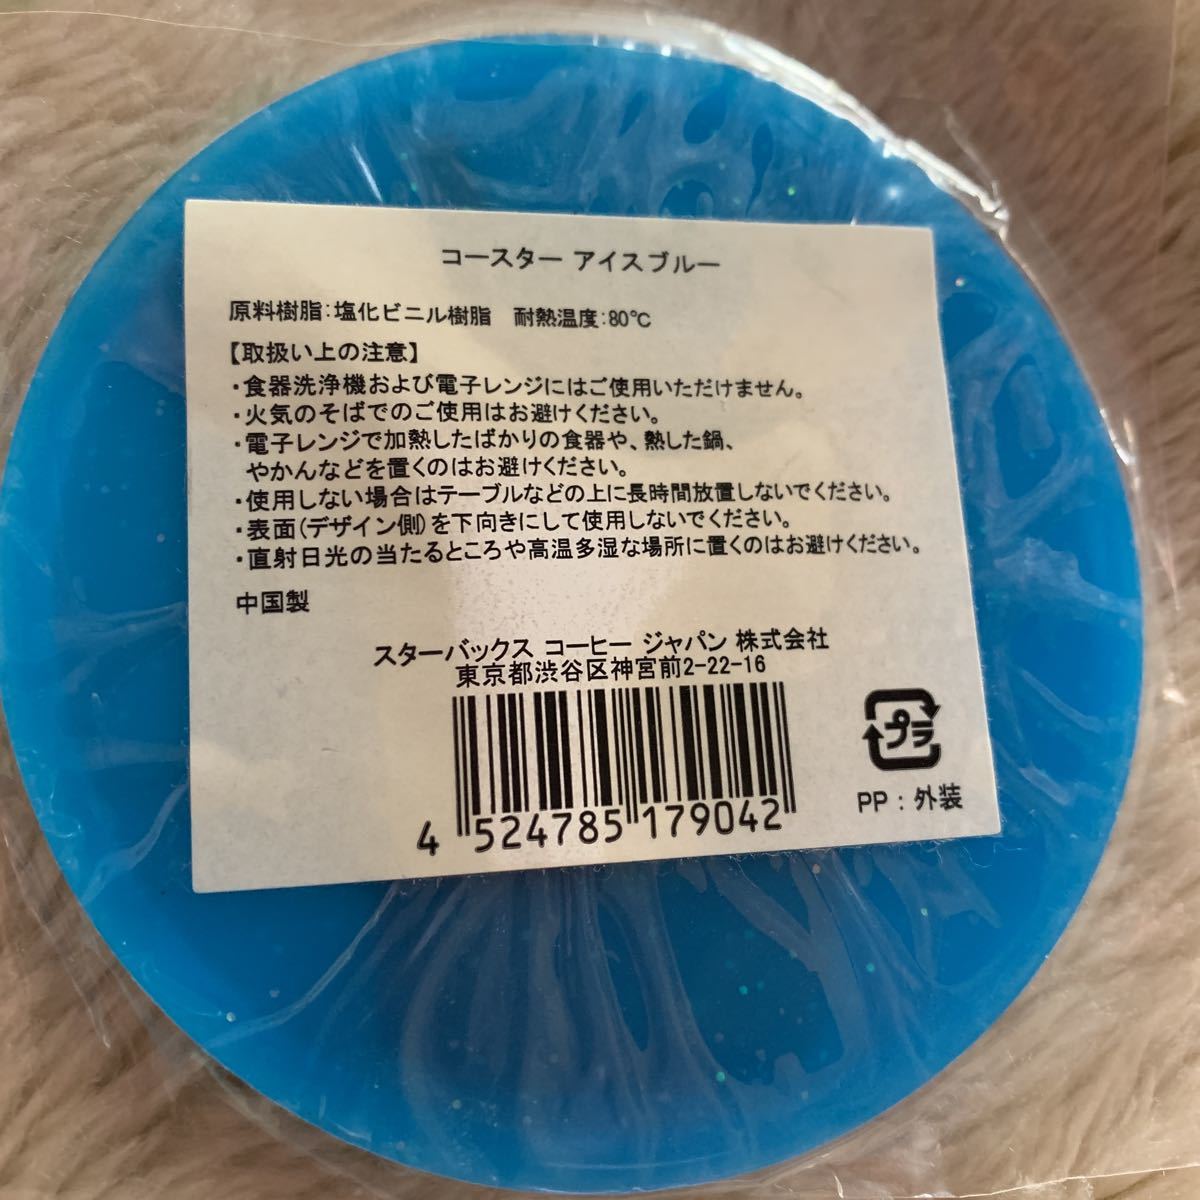 コースター アイスブルー
原料樹脂:塩化ビニル樹脂　耐熱温度:80℃
【取扱い上の注意】
・食器洗浄機および電子レンジにはご使用いただけません。
・火気のそばでのご使用はお避けください。
・電子レンジで加熱したばかりの食器や、熱した鍋、
やかんなどを置くのはお避けください。
・使用しない場合はテーブルなどの上に長時間放置しないでください。
・表面(デザイン側)を下向きにして使用しないでください。
・直射日光の当たるところや高温多湿な場所に置くのはお避けください。
中国製
スターバックス コーヒー ジャパン 株式会社
東京都渋谷区神宮前2-22-16
4 524785 179042
プラ
PP : 外装